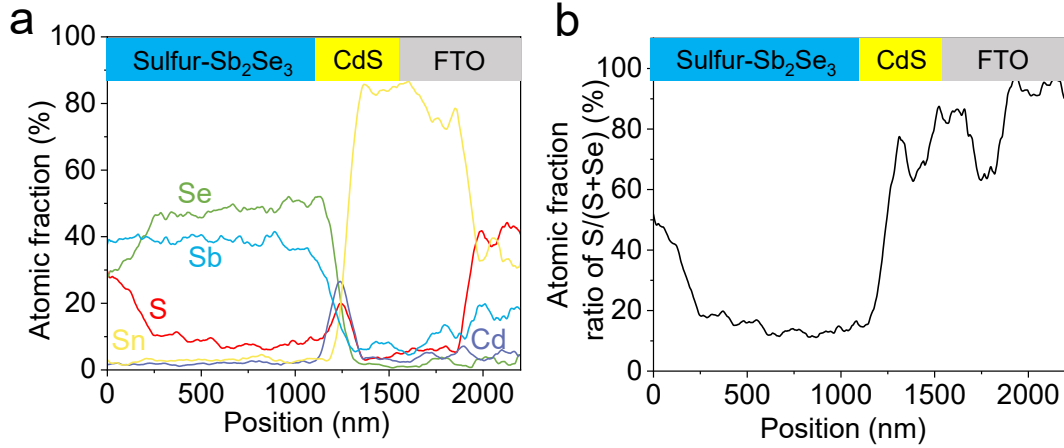 a
Sulfur-Sb₂Se₃ CdS FTO
100
80
60
40
20
0
Atomic fraction (%)
Se
Sb
S
Sn
Cd
0 500 1000 1500 2000
Position (nm)
b
Sulfur-Sb₂Se₃ CdS FTO
100
80
60
40
20
0
Atomic fraction
ratio of S/(S+Se) (%)
0 500 1000 1500 2000
Position (nm)